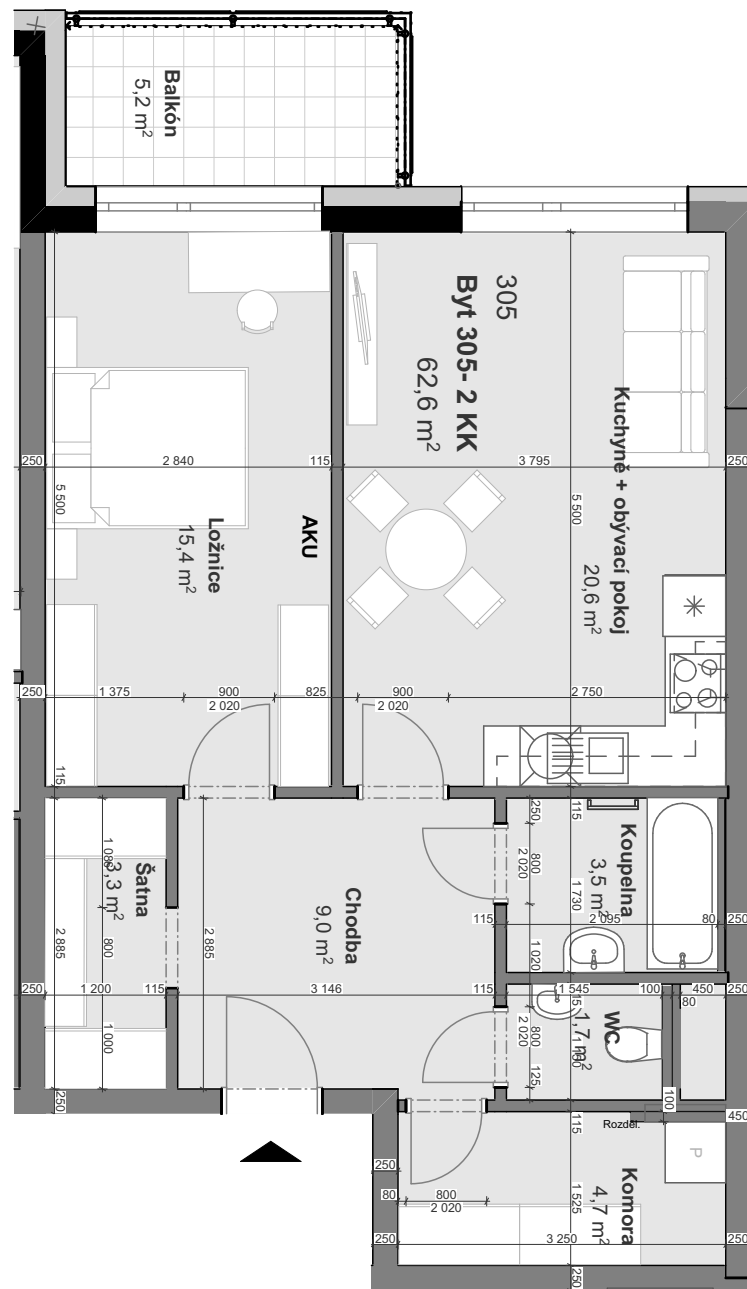 Balkón
5,2 m²
305
Byt 305- 2 KK
62,6 m²
Kuchyně + obývací pokoj
20,6 m²
250
2 840
115
3 795
250
5 500
5 500
AKU
Ložnice
15,4 m²
250
1 375
900
2 020
825
900
2 020
2 750
115
115
250
Koupelna
3,5 m²
800
2 020
1 730
2 095
80
250
115
1 020
Šatna
3,3 m²
1 080
800
1 000
2 885
2 885
Chodba
9,0 m²
250
1 200
115
3 146
115
1 545
100
450
250
80
WC
1,7 m²
800
2 020
125
100
250
115
Rozděl.
450
P
Komora
4,7 m²
250
80
800
2 020
1 525
250
3 250
250
250